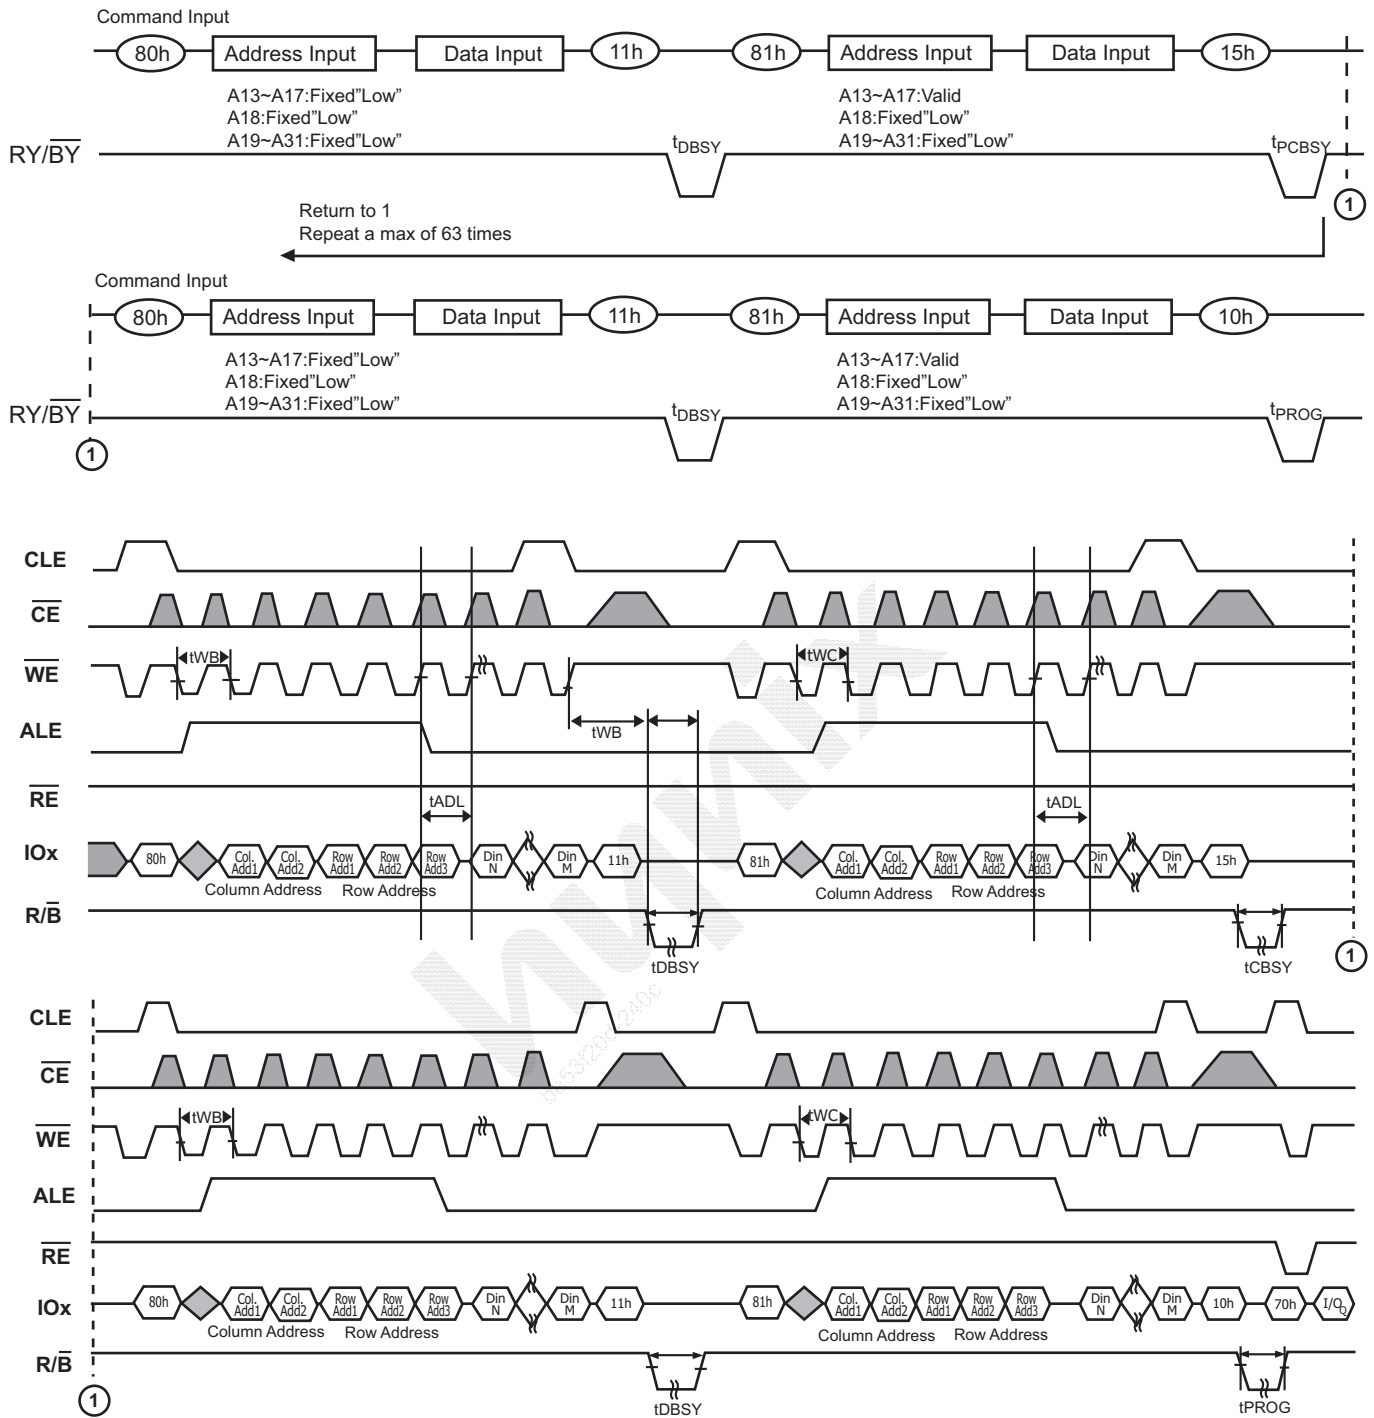 Command Input
80h Address Input Data Input 11h 81h Address Input Data Input 15h
A13~A17:Fixed"Low" A13~A17:Valid
A18:Fixed"Low" A18:Fixed"Low"
A19~A31:Fixed"Low" A19~A31:Fixed"Low"
RY/BY tDBSY tPCBSY
1
Return to 1
Repeat a max of 63 times
Command Input
80h Address Input Data Input 11h 81h Address Input Data Input 10h
A13~A17:Fixed"Low" A13~A17:Valid
A18:Fixed"Low" A18:Fixed"Low"
A19~A31:Fixed"Low" A19~A31:Fixed"Low"
RY/BY tDBSY tPROG
1
CLE
CE
WE tWB tWC
ALE tWB
RE
tADL tADL
IOx 80h Col. Add1 Col. Add2 Row Add1 Row Add2 Row Add3 Din N Din M 11h 81h Col. Add1 Col. Add2 Row Add1 Row Add2 Row Add3 Din N Din M 15h
Column Address Row Address Column Address Row Address
R/B
tDBSY tCBSY
1
hynix
CLE
CE
WE tWB tWC
ALE
RE
IOx 80h Col. Add1 Col. Add2 Row Add1 Row Add2 Row Add3 Din N Din M 11h 81h Col. Add1 Col. Add2 Row Add1 Row Add2 Row Add3 Din N Din M 10h 70h I/O0
Column Address Row Address Column Address Row Address
R/B
1
tDBSY tPROG